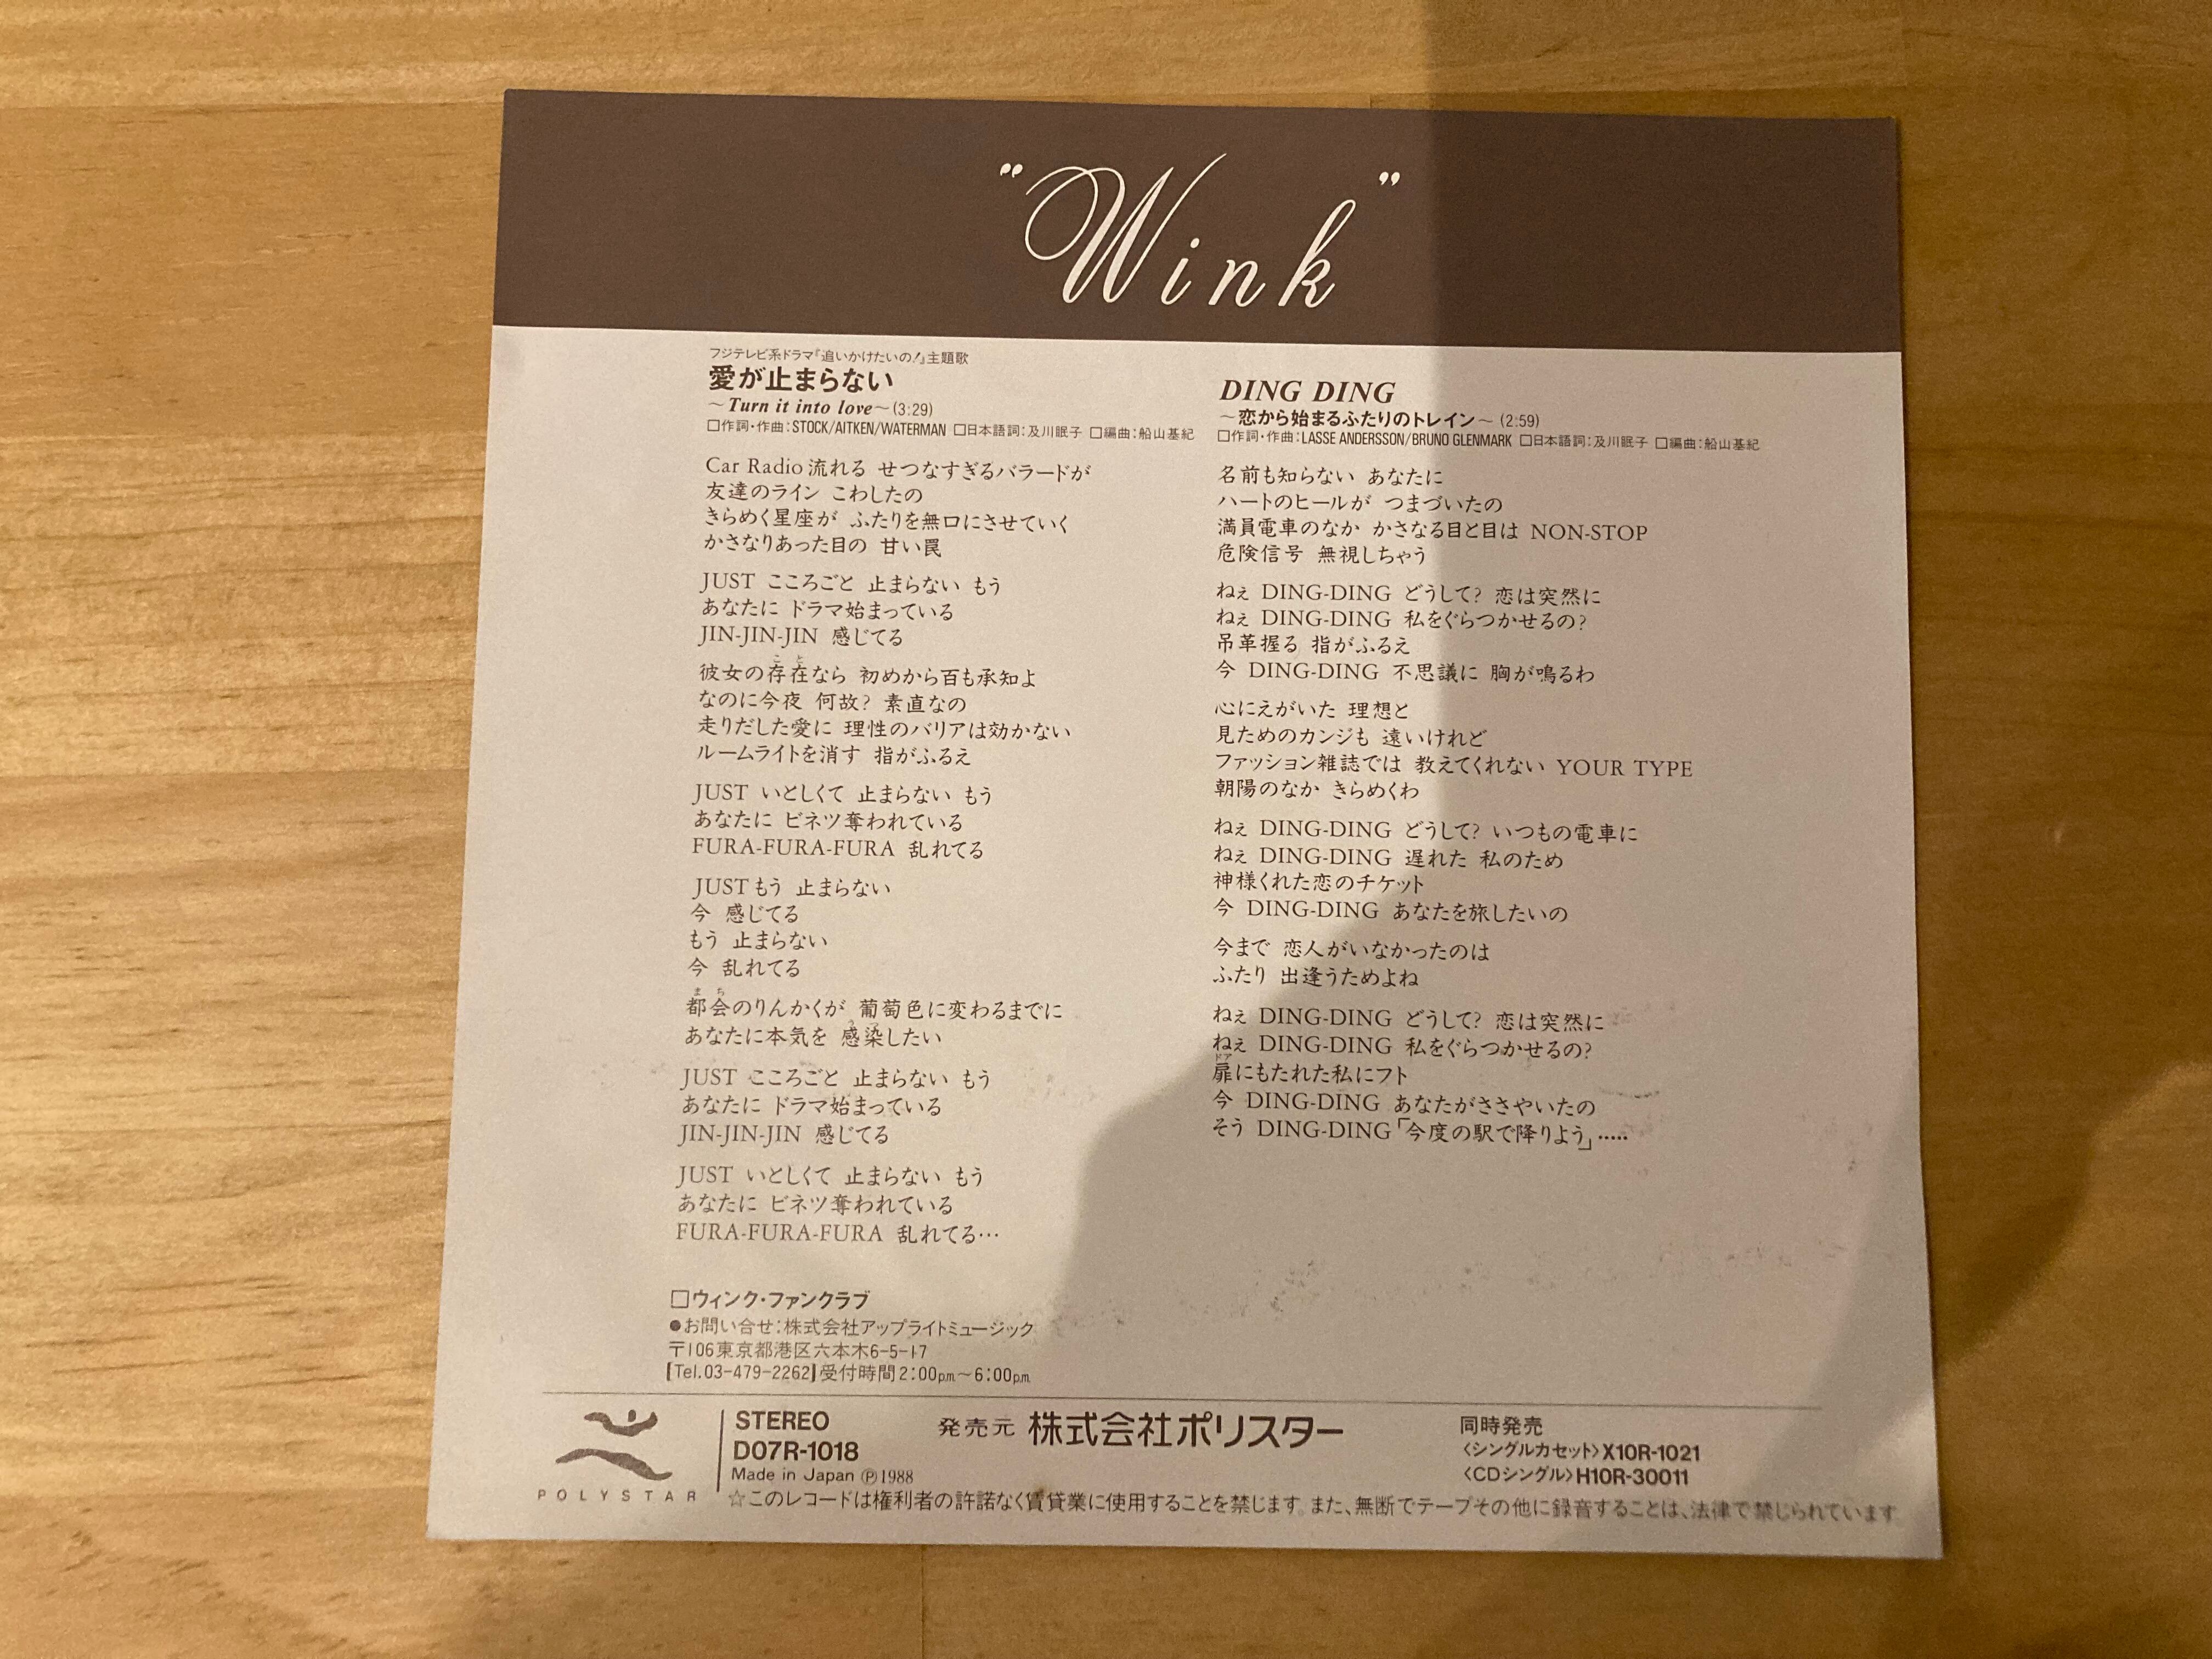 "Wink"
フジテレビ系ドラマ『追いかけたいの!』主題歌
愛が止まらない
～Turn it into love～(3:29)
□作詞・作曲:STOCK/AITKEN/WATERMAN □日本語詞:及川眠子 □編曲:船山基紀
Car Radio 流れる せつなすぎるバラードが
友達のライン こわしたの
きらめく星座が ふたりを無口にさせていく
かさなりあった目の 甘い罠
JUST こころごと 止まらない もう
あなたに ドラマ始まっている
JIN-JIN-JIN 感じてる
こと
彼女の存在なら 初めから百も承知よ
なのに今夜 何故? 素直なの
走りだした愛に 理性のバリアは効かない
ルームライトを消す 指がふるえ
JUST いとしくて 止まらない もう
あなたに ビネツ奪われている
FURA-FURA-FURA 乱れてる
JUSTもう 止まらない
今 感じてる
もう 止まらない
今 乱れてる
まち
都会のりんかくが 葡萄色に変わるまでに
あなたに本気を 感染したい
JUST こころごと 止まらない もう
あなたに ドラマ始まっている
JIN-JIN-JIN 感じてる
JUST いとしくて 止まらない もう
あなたに ビネツ奪われている
FURA-FURA-FURA 乱れてる…
□ウィンク・ファンクラブ
●お問い合せ:株式会社アップライトミュージック
〒106東京都港区六本木6-5-17
[Tel.03-479-2262]受付時間2:00p.m.～6:00p.m.
DING DING
～恋から始まるふたりのトレイン～(2:59)
□作詞・作曲:LASSE ANDERSSON/BRUNO GLENMARK □日本語詞:及川眠子 □編曲:船山基紀
名前も知らない あなたに
ハートのヒールが つまづいたの
満員電車のなか かさなる目と目は NON-STOP
危険信号 無視しちゃう
ねぇ DING-DING どうして? 恋は突然に
ねぇ DING-DING 私をぐらつかせるの?
吊革握る 指がふるえ
今 DING-DING 不思議に 胸が鳴るわ
心にえがいた 理想と
見ためのカンジも 遠いけれど
ファッション雑誌では 教えてくれない YOUR TYPE
朝陽のなか きらめくわ
ねぇ DING-DING どうして? いつもの電車に
ねぇ DING-DING 遅れた 私のため
神様くれた恋のチケット
今 DING-DING あなたを旅したいの
今まで 恋人がいなかったのは
ふたり 出逢うためよね
ねぇ DING-DING どうして? 恋は突然に
ねぇ DING-DING 私をぐらつかせるの?
ドア
扉にもたれた私にフト
今 DING-DING あなたがささやいたの
そう DING-DING「今度の駅で降りよう」……
POLYSTAR
STEREO
D07R-1018
Made in Japan Ⓟ1988
発売元 株式会社ポリスター
同時発売
〈シングルカセット〉X10R-1021
〈CDシングル〉H10R-30011
☆このレコードは権利者の許諾なく賃貸業に使用することを禁じます。また、無断でテープその他に録音することは、法律で禁じられています